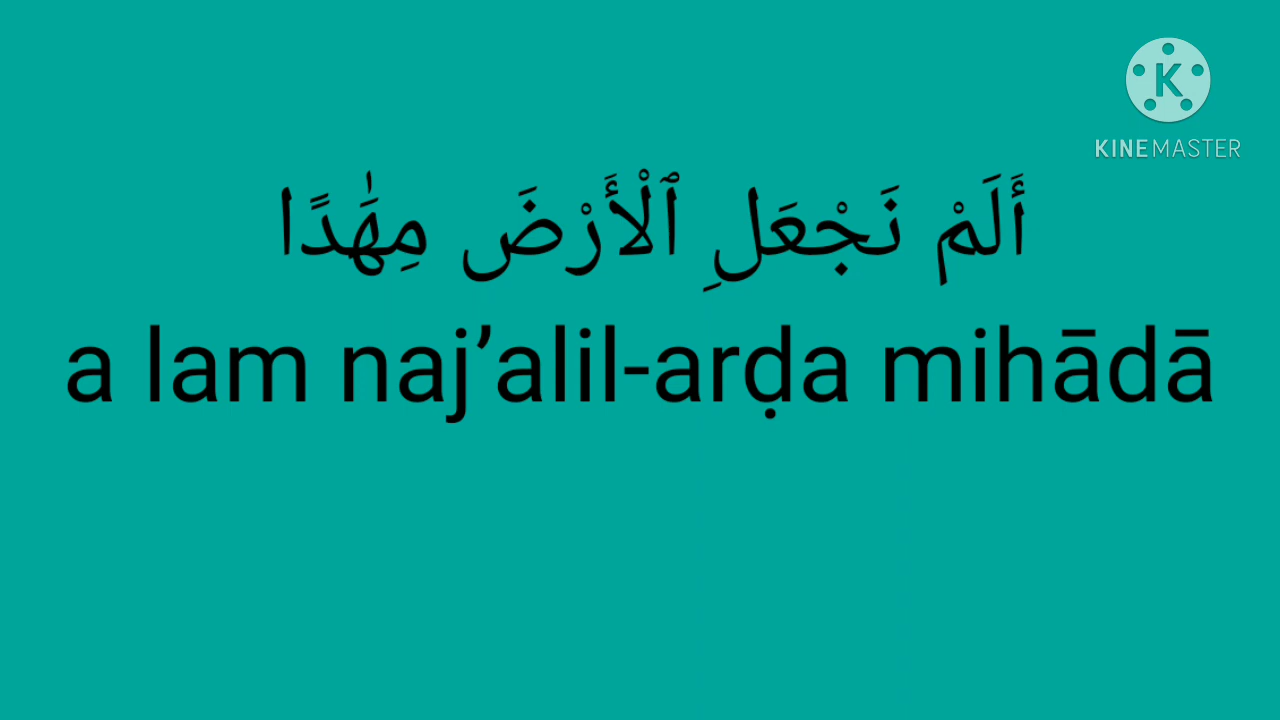 K
KINEMASTER
أَلَمْ نَجْعَلِ ٱلْأَرْضَ مِهَٰدًا
a lam naj’alil-arḍa mihādā